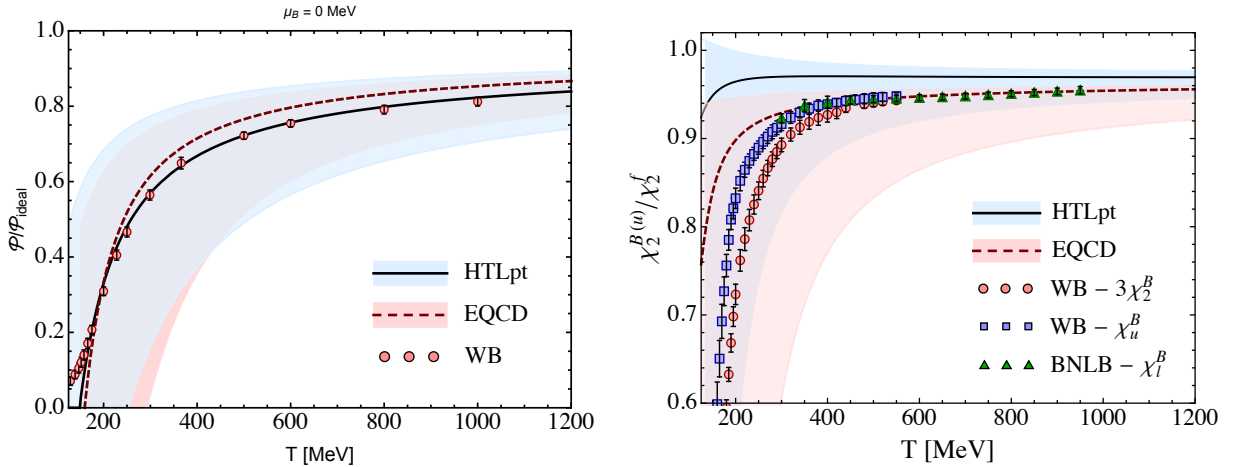 μ_B = 0 MeV
𝒫/𝒫_ideal
1.0
0.8
0.6
0.4
0.2
0.0
200 400 600 800 1000 1200
T [MeV]
HTLpt
EQCD
WB
χ_2^{B (u)}/χ_2^f
1.0
0.9
0.8
0.7
0.6
200 400 600 800 1000 1200
T [MeV]
HTLpt
EQCD
WB − 3χ_2^B
WB − χ_u^B
BNLB − χ_l^B